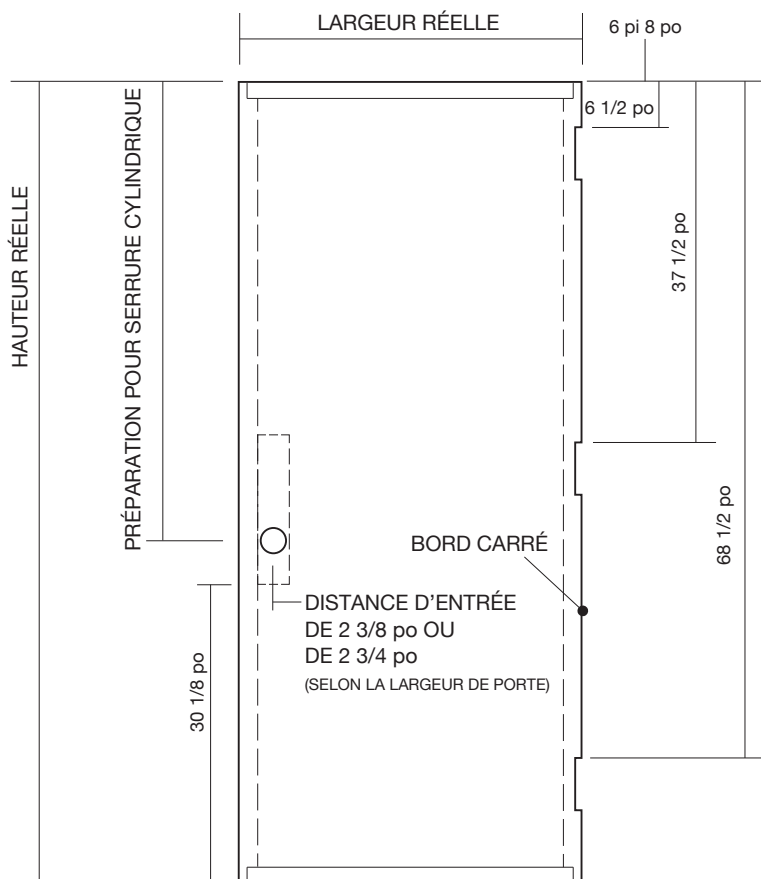 LARGEUR RÉELLE
6 pi 8 po
6 1/2 po
HAUTEUR RÉELLE
PRÉPARATION POUR SERRURE CYLINDRIQUE
37 1/2 po
68 1/2 po
BORD CARRÉ
DISTANCE D'ENTRÉE
DE 2 3/8 po OU
DE 2 3/4 po
(SELON LA LARGEUR DE PORTE)
30 1/8 po